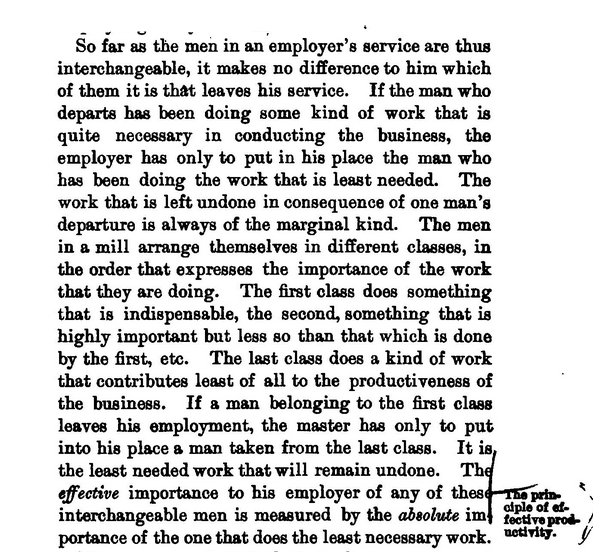 So far as the men in an employer's service are thus
interchangeable, it makes no difference to him which
of them it is that leaves his service. If the man who
departs has been doing some kind of work that is
quite necessary in conducting the business, the
employer has only to put in his place the man who
has been doing the work that is least needed. The
work that is left undone in consequence of one man's
departure is always of the marginal kind. The men
in a mill arrange themselves in different classes, in
the order that expresses the importance of the work
that they are doing. The first class does something
that is indispensable, the second, something that is
highly important but less so than that which is done
by the first, etc. The last class does a kind of work
that contributes least of all to the productiveness of
the business. If a man belonging to the first class
leaves his employment, the master has only to put
into his place a man taken from the last class. It is
the least needed work that will remain undone. The
effective importance to his employer of any of these
interchangeable men is measured by the absolute im-
portance of the one that does the least necessary work.
The prin-
ciple of ef-
fective prod-
uctivity.